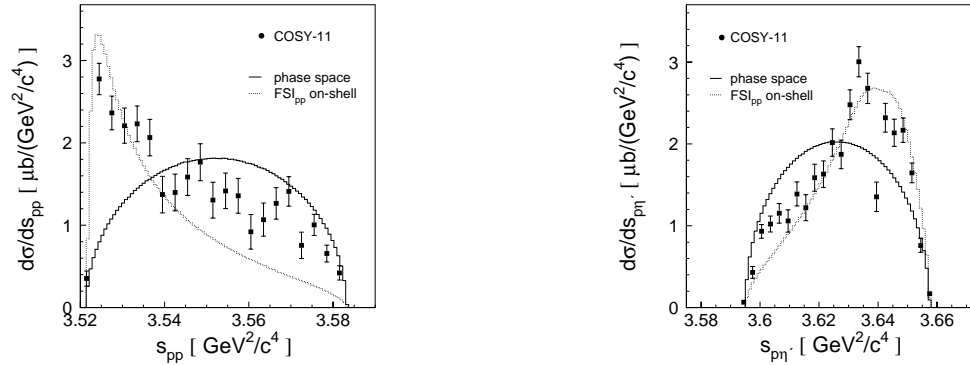 COSY-11
phase space
FSI_pp on-shell
dσ/ds_pp [ μb/(GeV²/c⁴) ]
4
3
2
1
0
3.52 3.54 3.56 3.58
s_pp [ GeV²/c⁴ ]
COSY-11
phase space
FSI_pp on-shell
dσ/ds_pη´ [ μb/(GeV²/c⁴) ]
4
3
2
1
0
3.58 3.6 3.62 3.64 3.66
s_pη´ [ GeV²/c⁴ ]